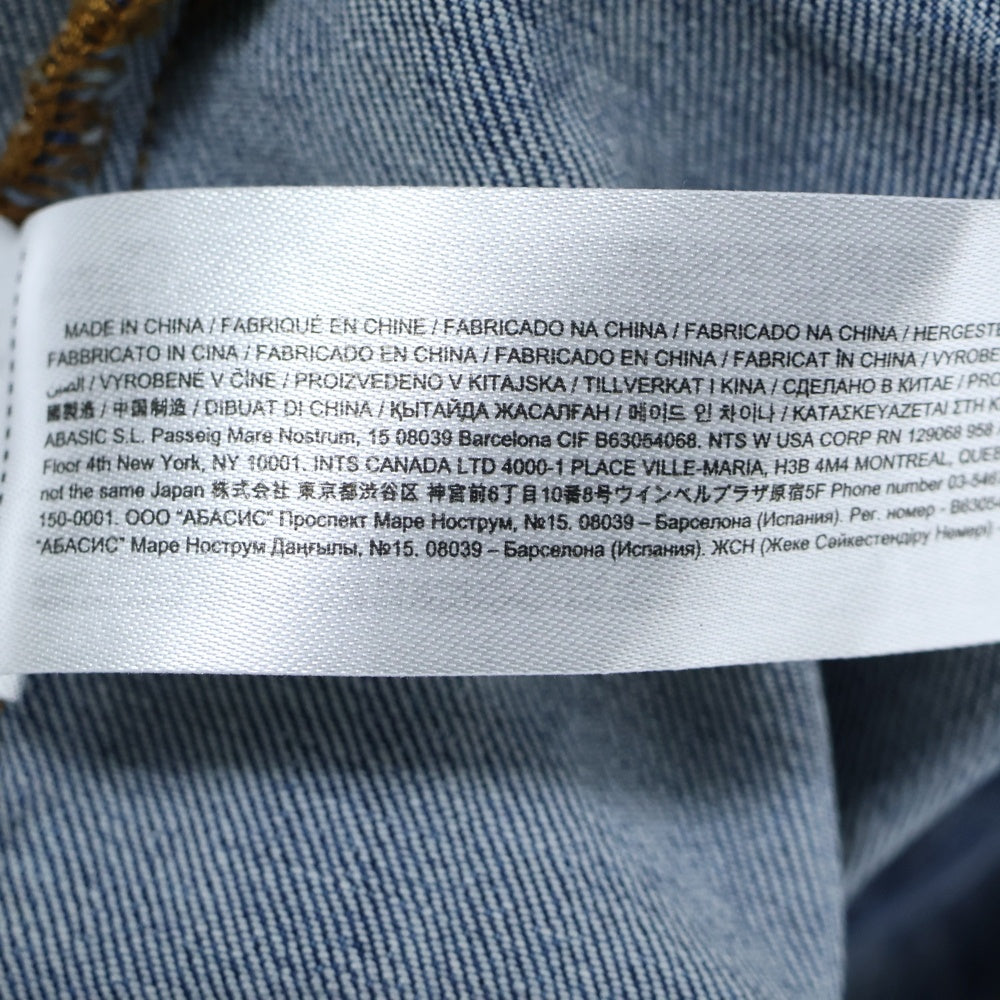 MADE IN CHINA / FABRIQUÉ EN CHINE / FABRICADO NA CHINA / FABRICADO NA CHINA / HERGESTE
FABBRICATO IN CINA / FABRICADO EN CHINA / FABRICADO EN CHINA / FABRICAT ÎN CHINA / VYROBE
الصين / VYROBENÉ V ČÍNE / PROIZVEDENO V KITAJSKA / TILLVERKAT I KINA / СДЕЛАНО В КИТАЕ / PRO
國製造 / 中国制造 / DIBUAT DI CHINA / ҚЫТАЙДА ЖАСАЛҒАН / 메이드 인 차이나 / ΚΑΤΑΣΚΕΥΑΖΕΤΑΙ ΣΤΗ Κ
ABASIC S.L. Passeig Mare Nostrum, 15 08039 Barcelona CIF B63054068. NTS W USA CORP RN 129068 958
Floor 4th New York, NY 10001. INTS CANADA LTD 4000-1 PLACE VILLE-MARIA, H3B 4M4 MONTREAL, QUEB
not the same Japan 株式会社 東京都渋谷区 神宮前6丁目10番8号ウインベルプラザ原宿5F Phone number 03-546
150-0001. ООО "АБАСИС" Проспект Маре Нострум, №15. 08039 – Барселона (Испания). Рег. номер - B6305
"АБАСИС" Маре Нострум Даңғылы, №15. 08039 – Барселона (Испания). ЖСН (Жеке Сәйкестендіру Нөмері)